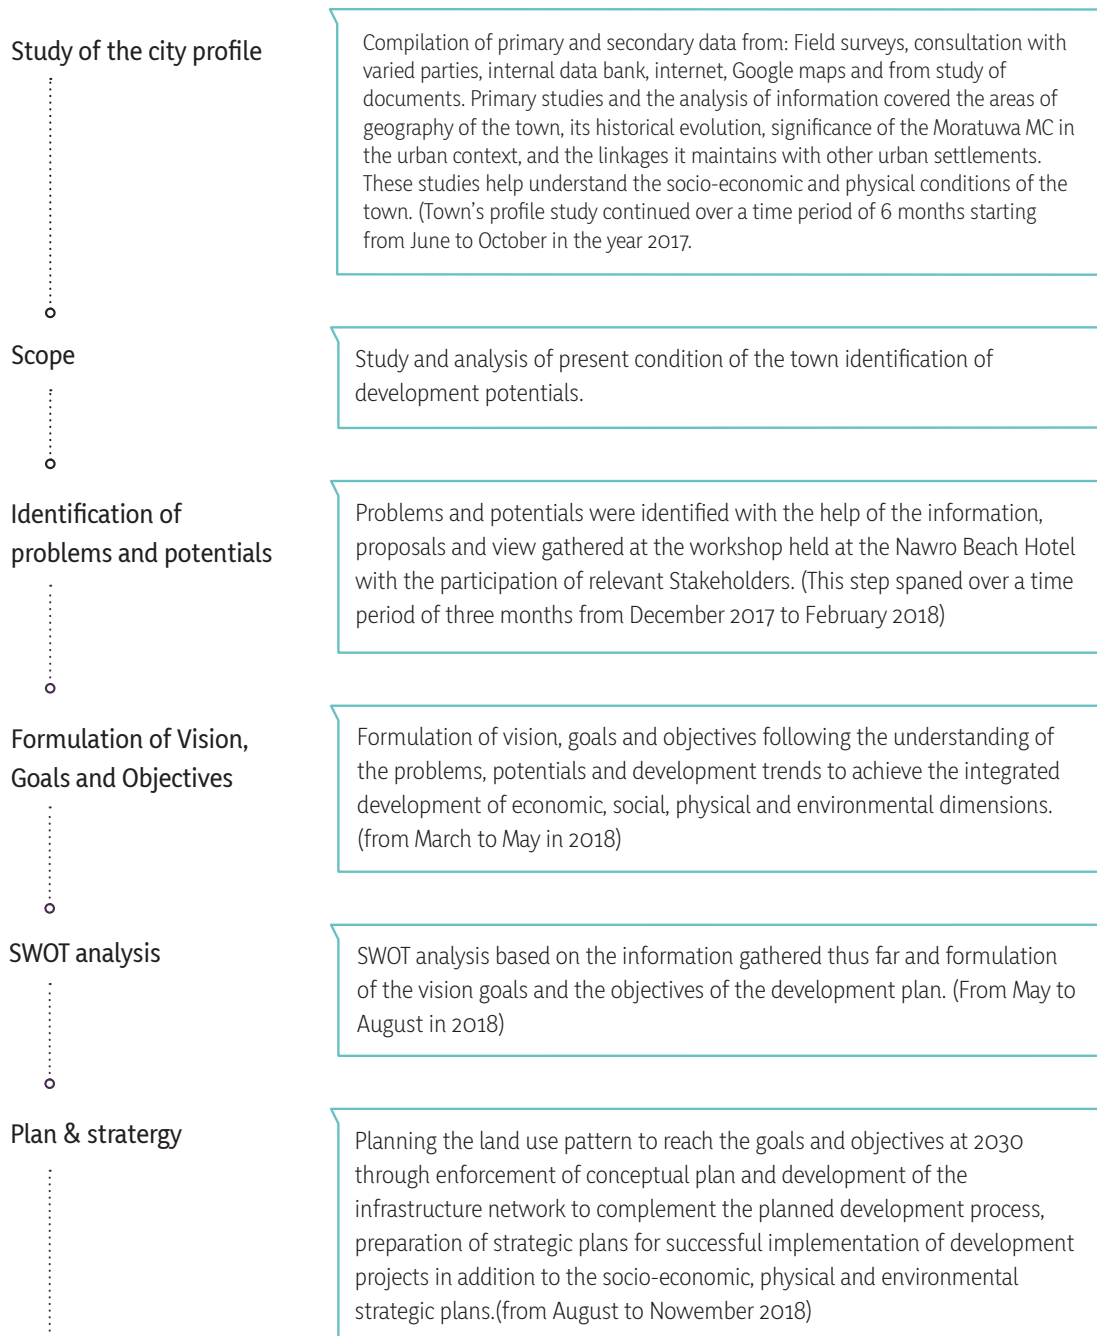 Study of the city profile
Compilation of primary and secondary data from: Field surveys, consultation with
varied parties, internal data bank, internet, Google maps and from study of
documents. Primary studies and the analysis of information covered the areas of
geography of the town, its historical evolution, significance of the Moratuwa MC in
the urban context, and the linkages it maintains with other urban settlements.
These studies help understand the socio-economic and physical conditions of the
town. (Town's profile study continued over a time period of 6 months starting
from June to October in the year 2017.
Scope
Study and analysis of present condition of the town identification of
development potentials.
Identification of
problems and potentials
Problems and potentials were identified with the help of the information,
proposals and view gathered at the workshop held at the Nawro Beach Hotel
with the participation of relevant Stakeholders. (This step spaned over a time
period of three months from December 2017 to February 2018)
Formulation of Vision,
Goals and Objectives
Formulation of vision, goals and objectives following the understanding of
the problems, potentials and development trends to achieve the integrated
development of economic, social, physical and environmental dimensions.
(from March to May in 2018)
SWOT analysis
SWOT analysis based on the information gathered thus far and formulation
of the vision goals and the objectives of the development plan. (From May to
August in 2018)
Plan & stratergy
Planning the land use pattern to reach the goals and objectives at 2030
through enforcement of conceptual plan and development of the
infrastructure network to complement the planned development process,
preparation of strategic plans for successful implementation of development
projects in addition to the socio-economic, physical and environmental
strategic plans.(from August to Nowember 2018)